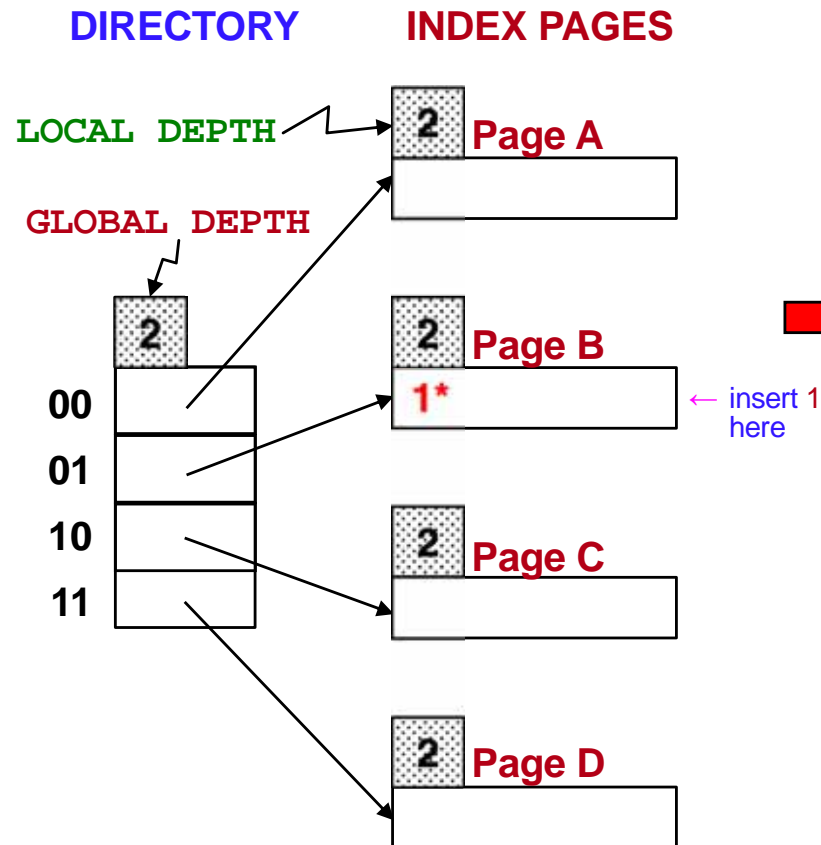 DIRECTORY
INDEX PAGES
LOCAL DEPTH
2
Page A
GLOBAL DEPTH
2
2
Page B
00
1*
← insert 1
here
01
10
2
Page C
11
2
Page D